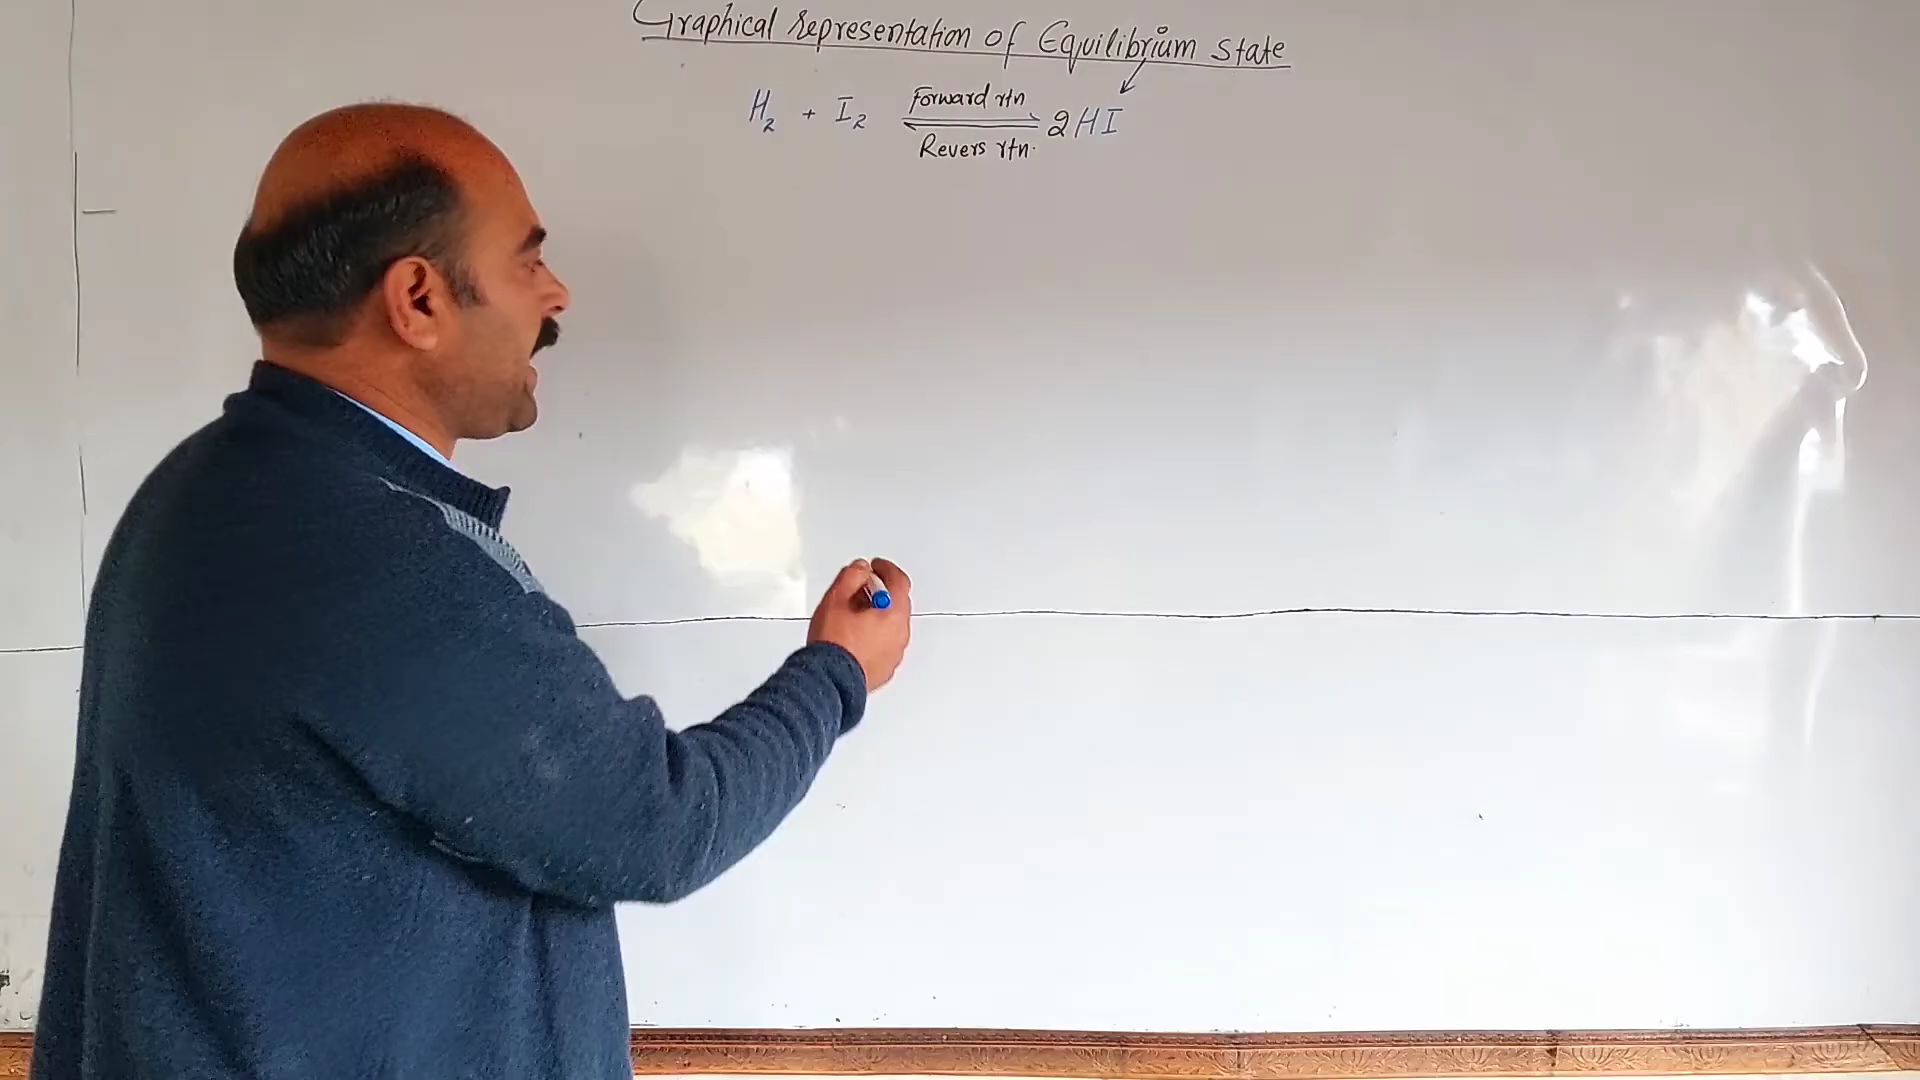 Graphical representation of Equilibrium state
H₂ + I₂ ⇌ 2HI
Forward rtn
Revers rtn.